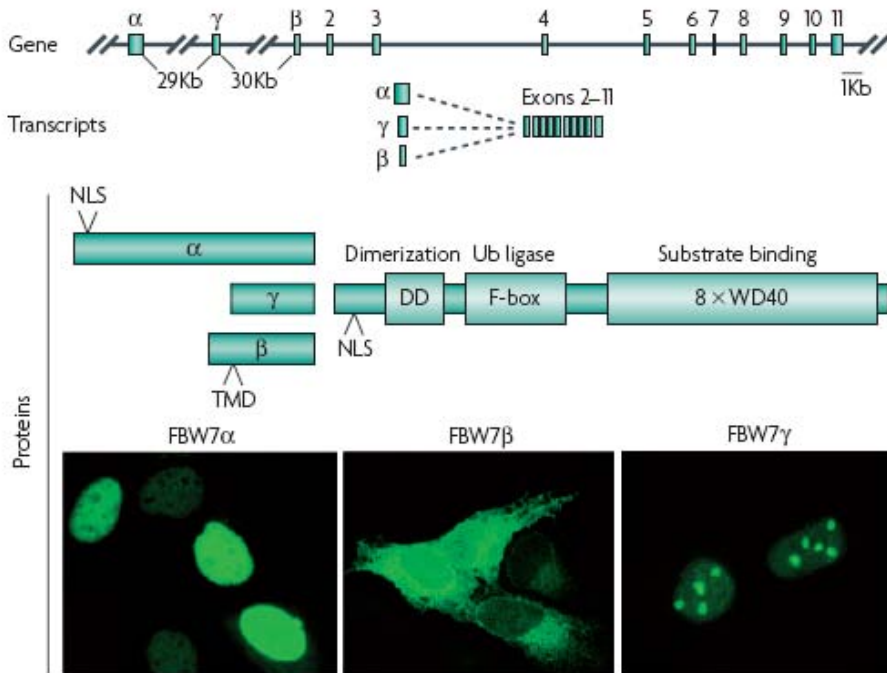 α γ β 2 3 4 5 6 7 8 9 10 11
Gene
29Kb 30Kb 1Kb
α Exons 2–11
Transcripts γ
β
NLS
α Dimerization Ub ligase Substrate binding
γ DD F-box 8 × WD40
β NLS
TMD
Proteins
FBW7α FBW7β FBW7γ